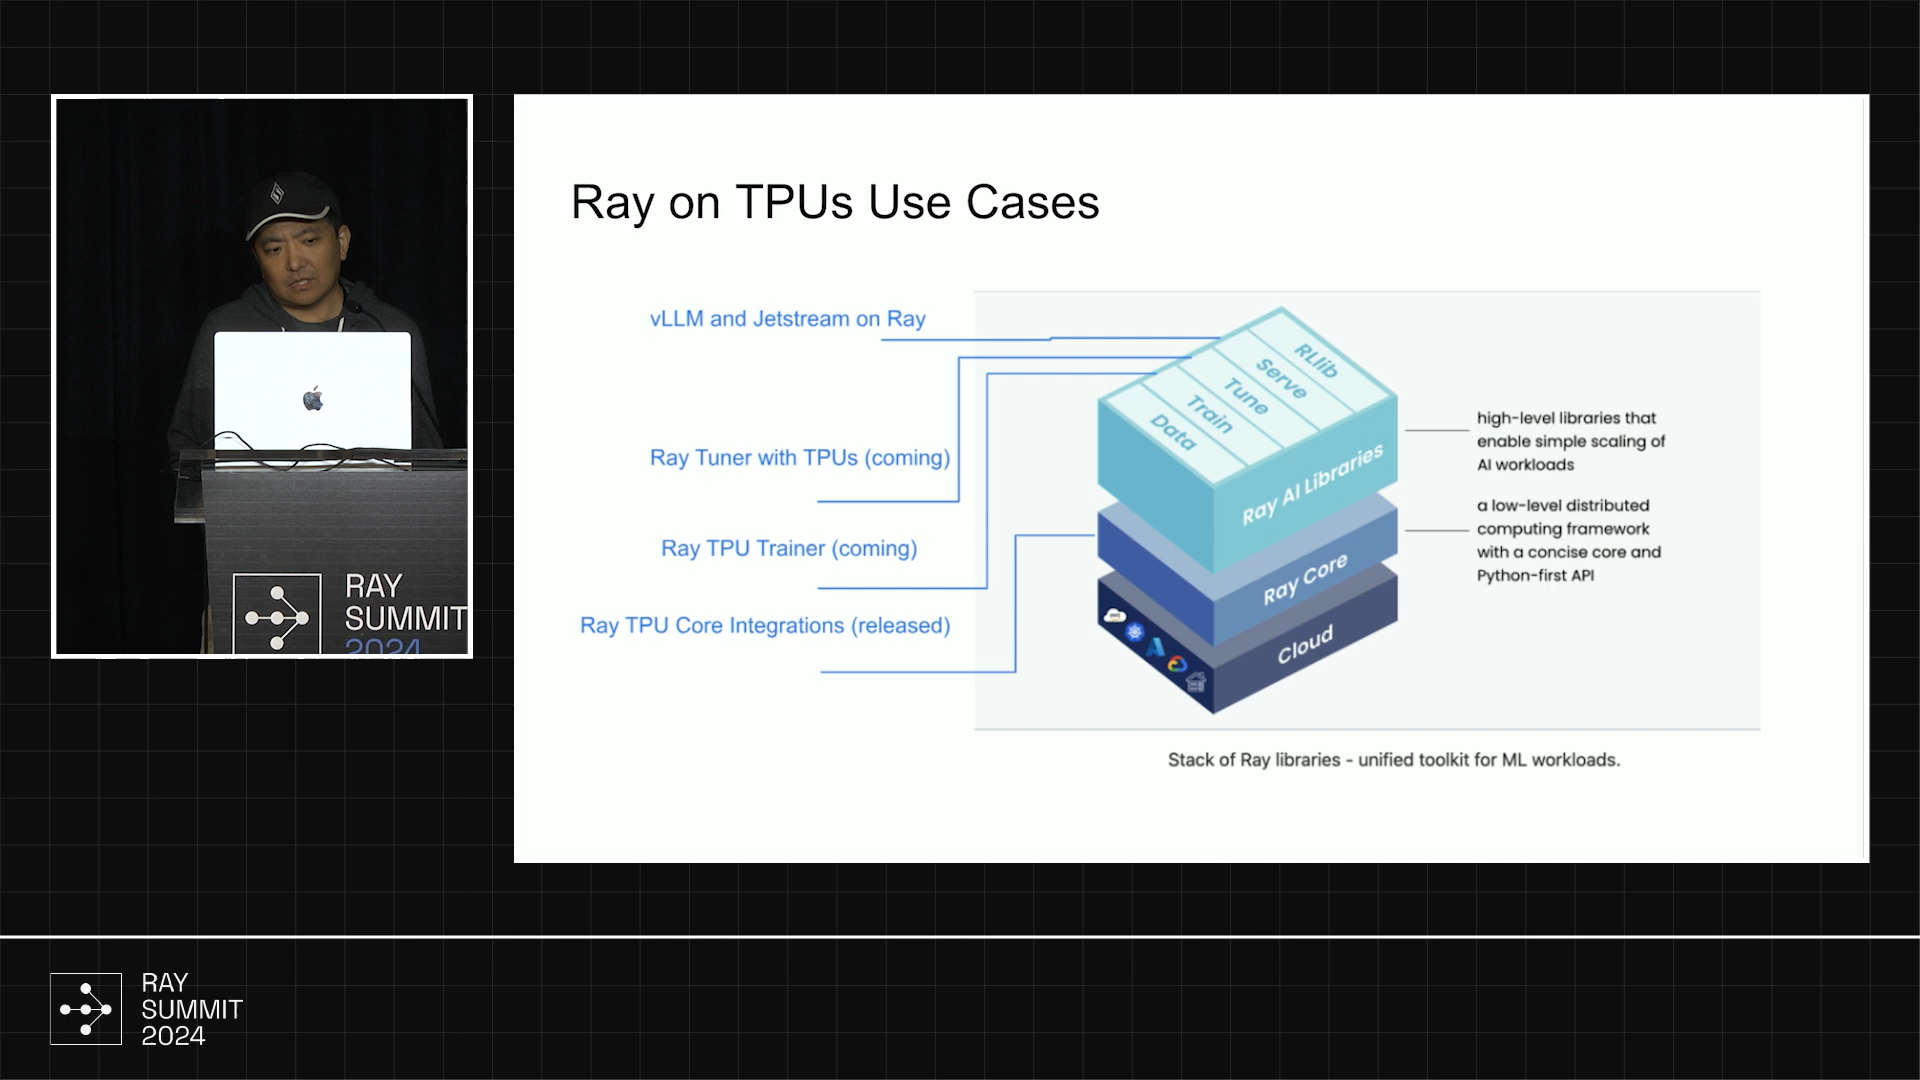 Ray on TPUs Use Cases
vLLM and Jetstream on Ray
Ray Tuner with TPUs (coming)
Ray TPU Trainer (coming)
Ray TPU Core Integrations (released)
RLlib
Serve
Tune
Train
Data
Ray AI Libraries
Ray Core
Cloud
high-level libraries that
enable simple scaling of
AI workloads
a low-level distributed
computing framework
with a concise core and
Python-first API
Stack of Ray libraries - unified toolkit for ML workloads.
RAY
SUMMIT
2024
RAY
SUMMIT
2024